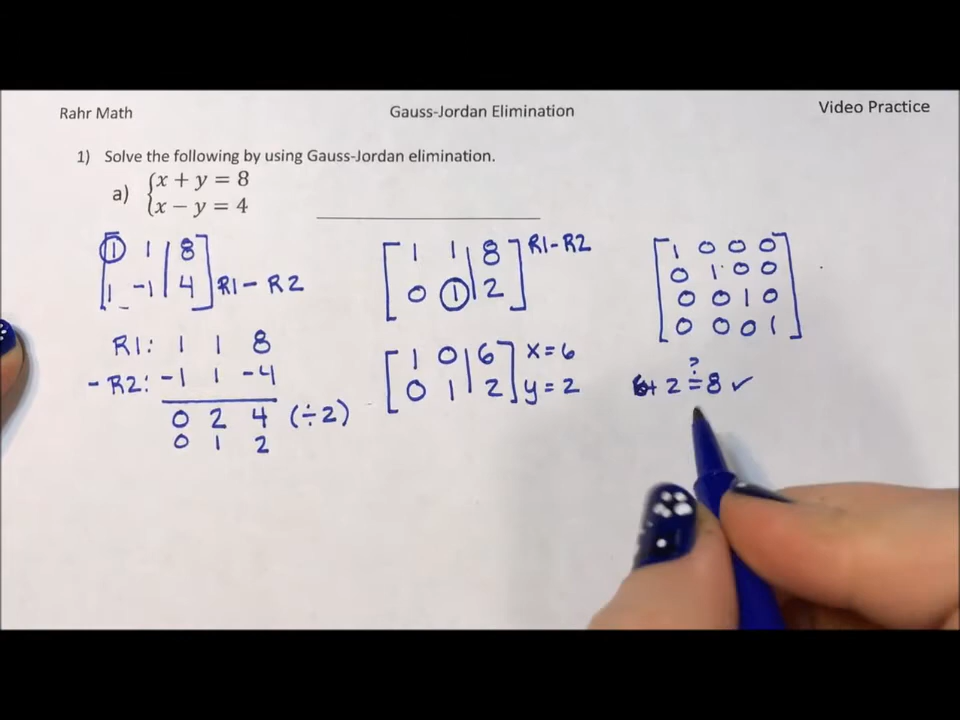 Rahr Math Gauss-Jordan Elimination Video Practice
1) Solve the following by using Gauss-Jordan elimination.
a) {x + y = 8
x − y = 4
[1 1 | 8
1 -1 | 4] R1 - R2
R1: 1 1 8
- R2: -1 1 -4
0 2 4 (÷2)
0 1 2
[1 1 | 8
0 1 | 2] R1-R2
[1 0 | 6] x=6
[0 1 | 2] y=2
[1 0 0 0
0 1 0 0
0 0 1 0
0 0 0 1]
?
6+ 2 = 8 ✓